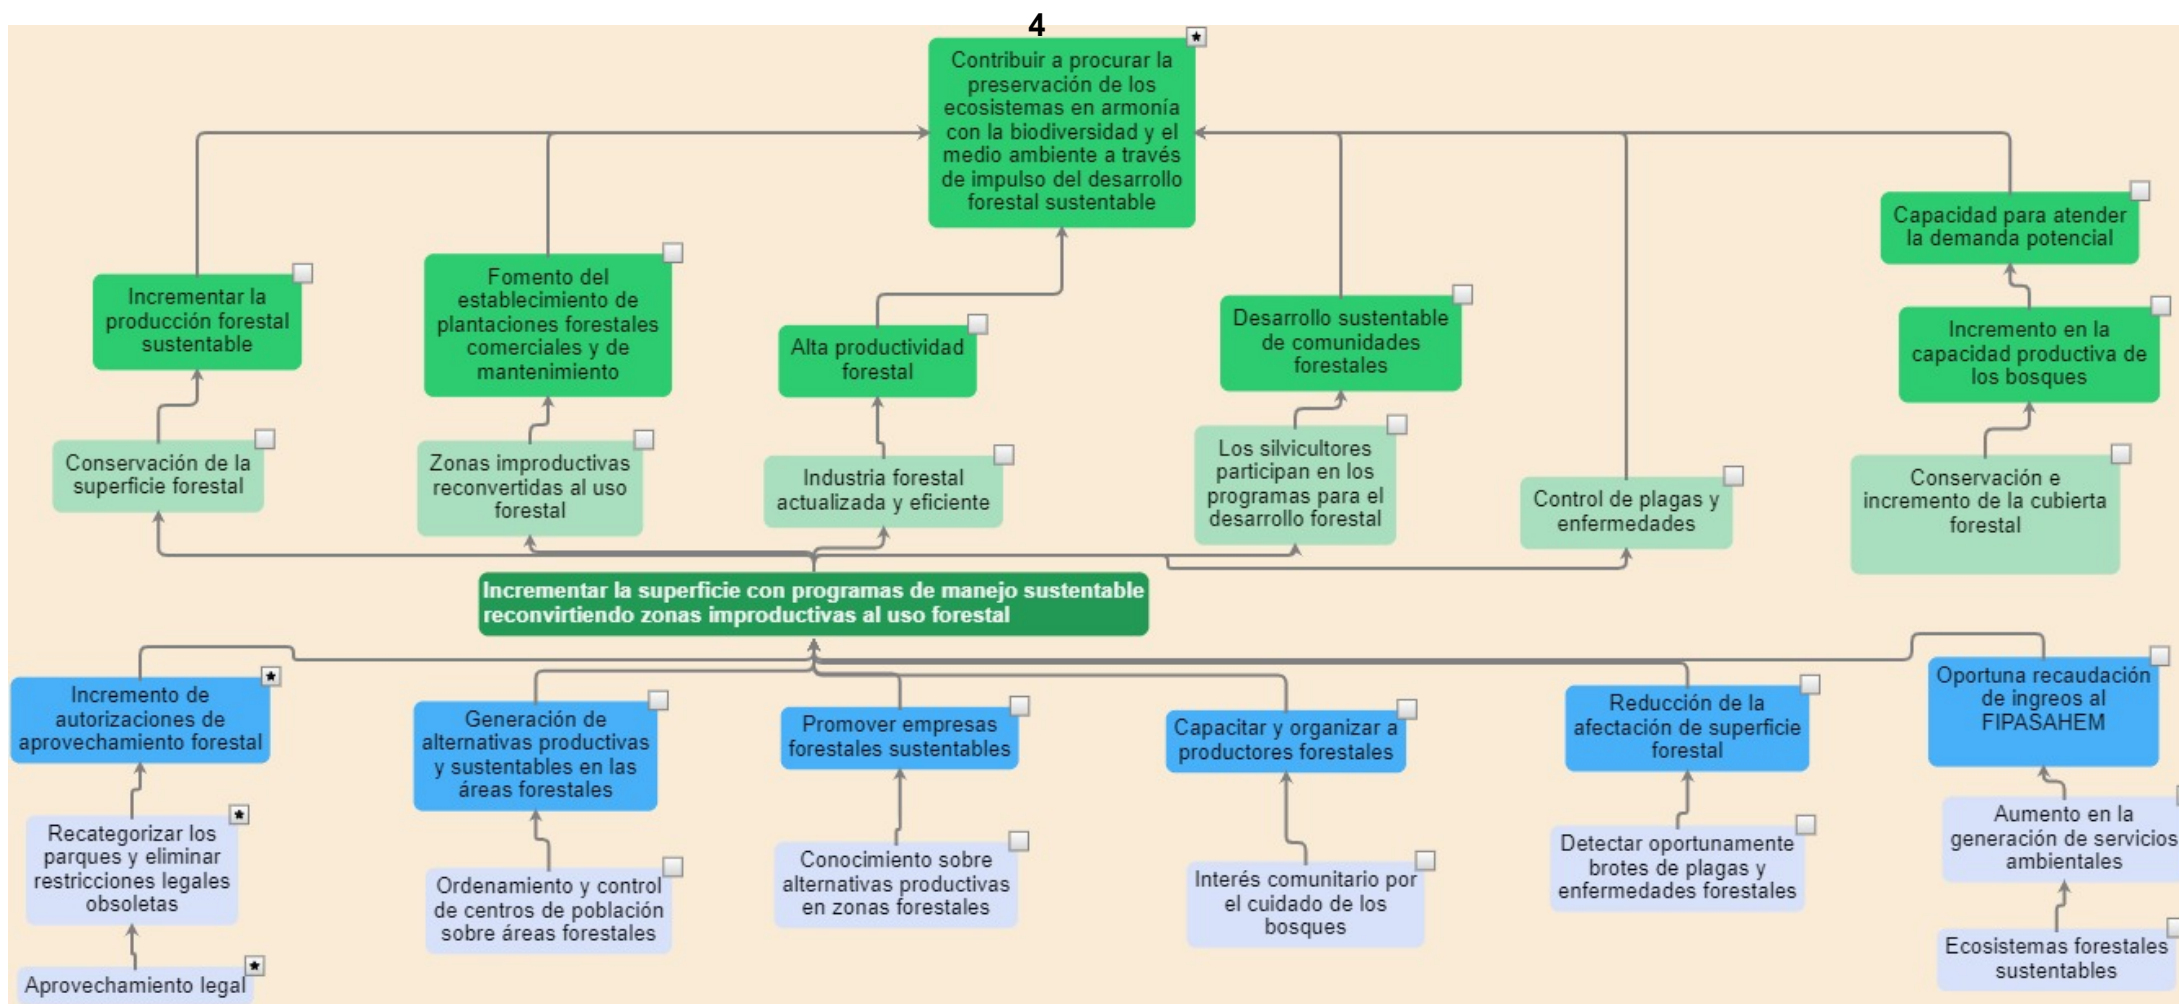 4
Contribuir a procurar la
preservación de los
ecosistemas en armonía
con la biodiversidad y el
medio ambiente a través
de impulso del desarrollo
forestal sustentable
Capacidad para atender
la demanda potencial
Incrementar la
producción forestal
sustentable
Fomento del
establecimiento de
plantaciones forestales
comerciales y de
mantenimiento
Alta productividad
forestal
Desarrollo sustentable
de comunidades
forestales
Incremento en la
capacidad productiva de
los bosques
Conservación de la
superficie forestal
Zonas improductivas
reconvertidas al uso
forestal
Industria forestal
actualizada y eficiente
Los silvicultores
participan en los
programas para el
desarrollo forestal
Control de plagas y
enfermedades
Conservación e
incremento de la cubierta
forestal
Incrementar la superficie con programas de manejo sustentable
reconvirtiendo zonas improductivas al uso forestal
Incremento de
autorizaciones de
aprovechamiento forestal
Generación de
alternativas productivas
y sustentables en las
áreas forestales
Promover empresas
forestales sustentables
Capacitar y organizar a
productores forestales
Reducción de la
afectación de superficie
forestal
Oportuna recaudación
de ingreos al
FIPASAHEM
Recategorizar los
parques y eliminar
restricciones legales
obsoletas
Ordenamiento y control
de centros de población
sobre áreas forestales
Conocimiento sobre
alternativas productivas
en zonas forestales
Interés comunitario por
el cuidado de los
bosques
Detectar oportunamente
brotes de plagas y
enfermedades forestales
Aumento en la
generación de servicios
ambientales
Aprovechamiento legal
Ecosistemas forestales
sustentables